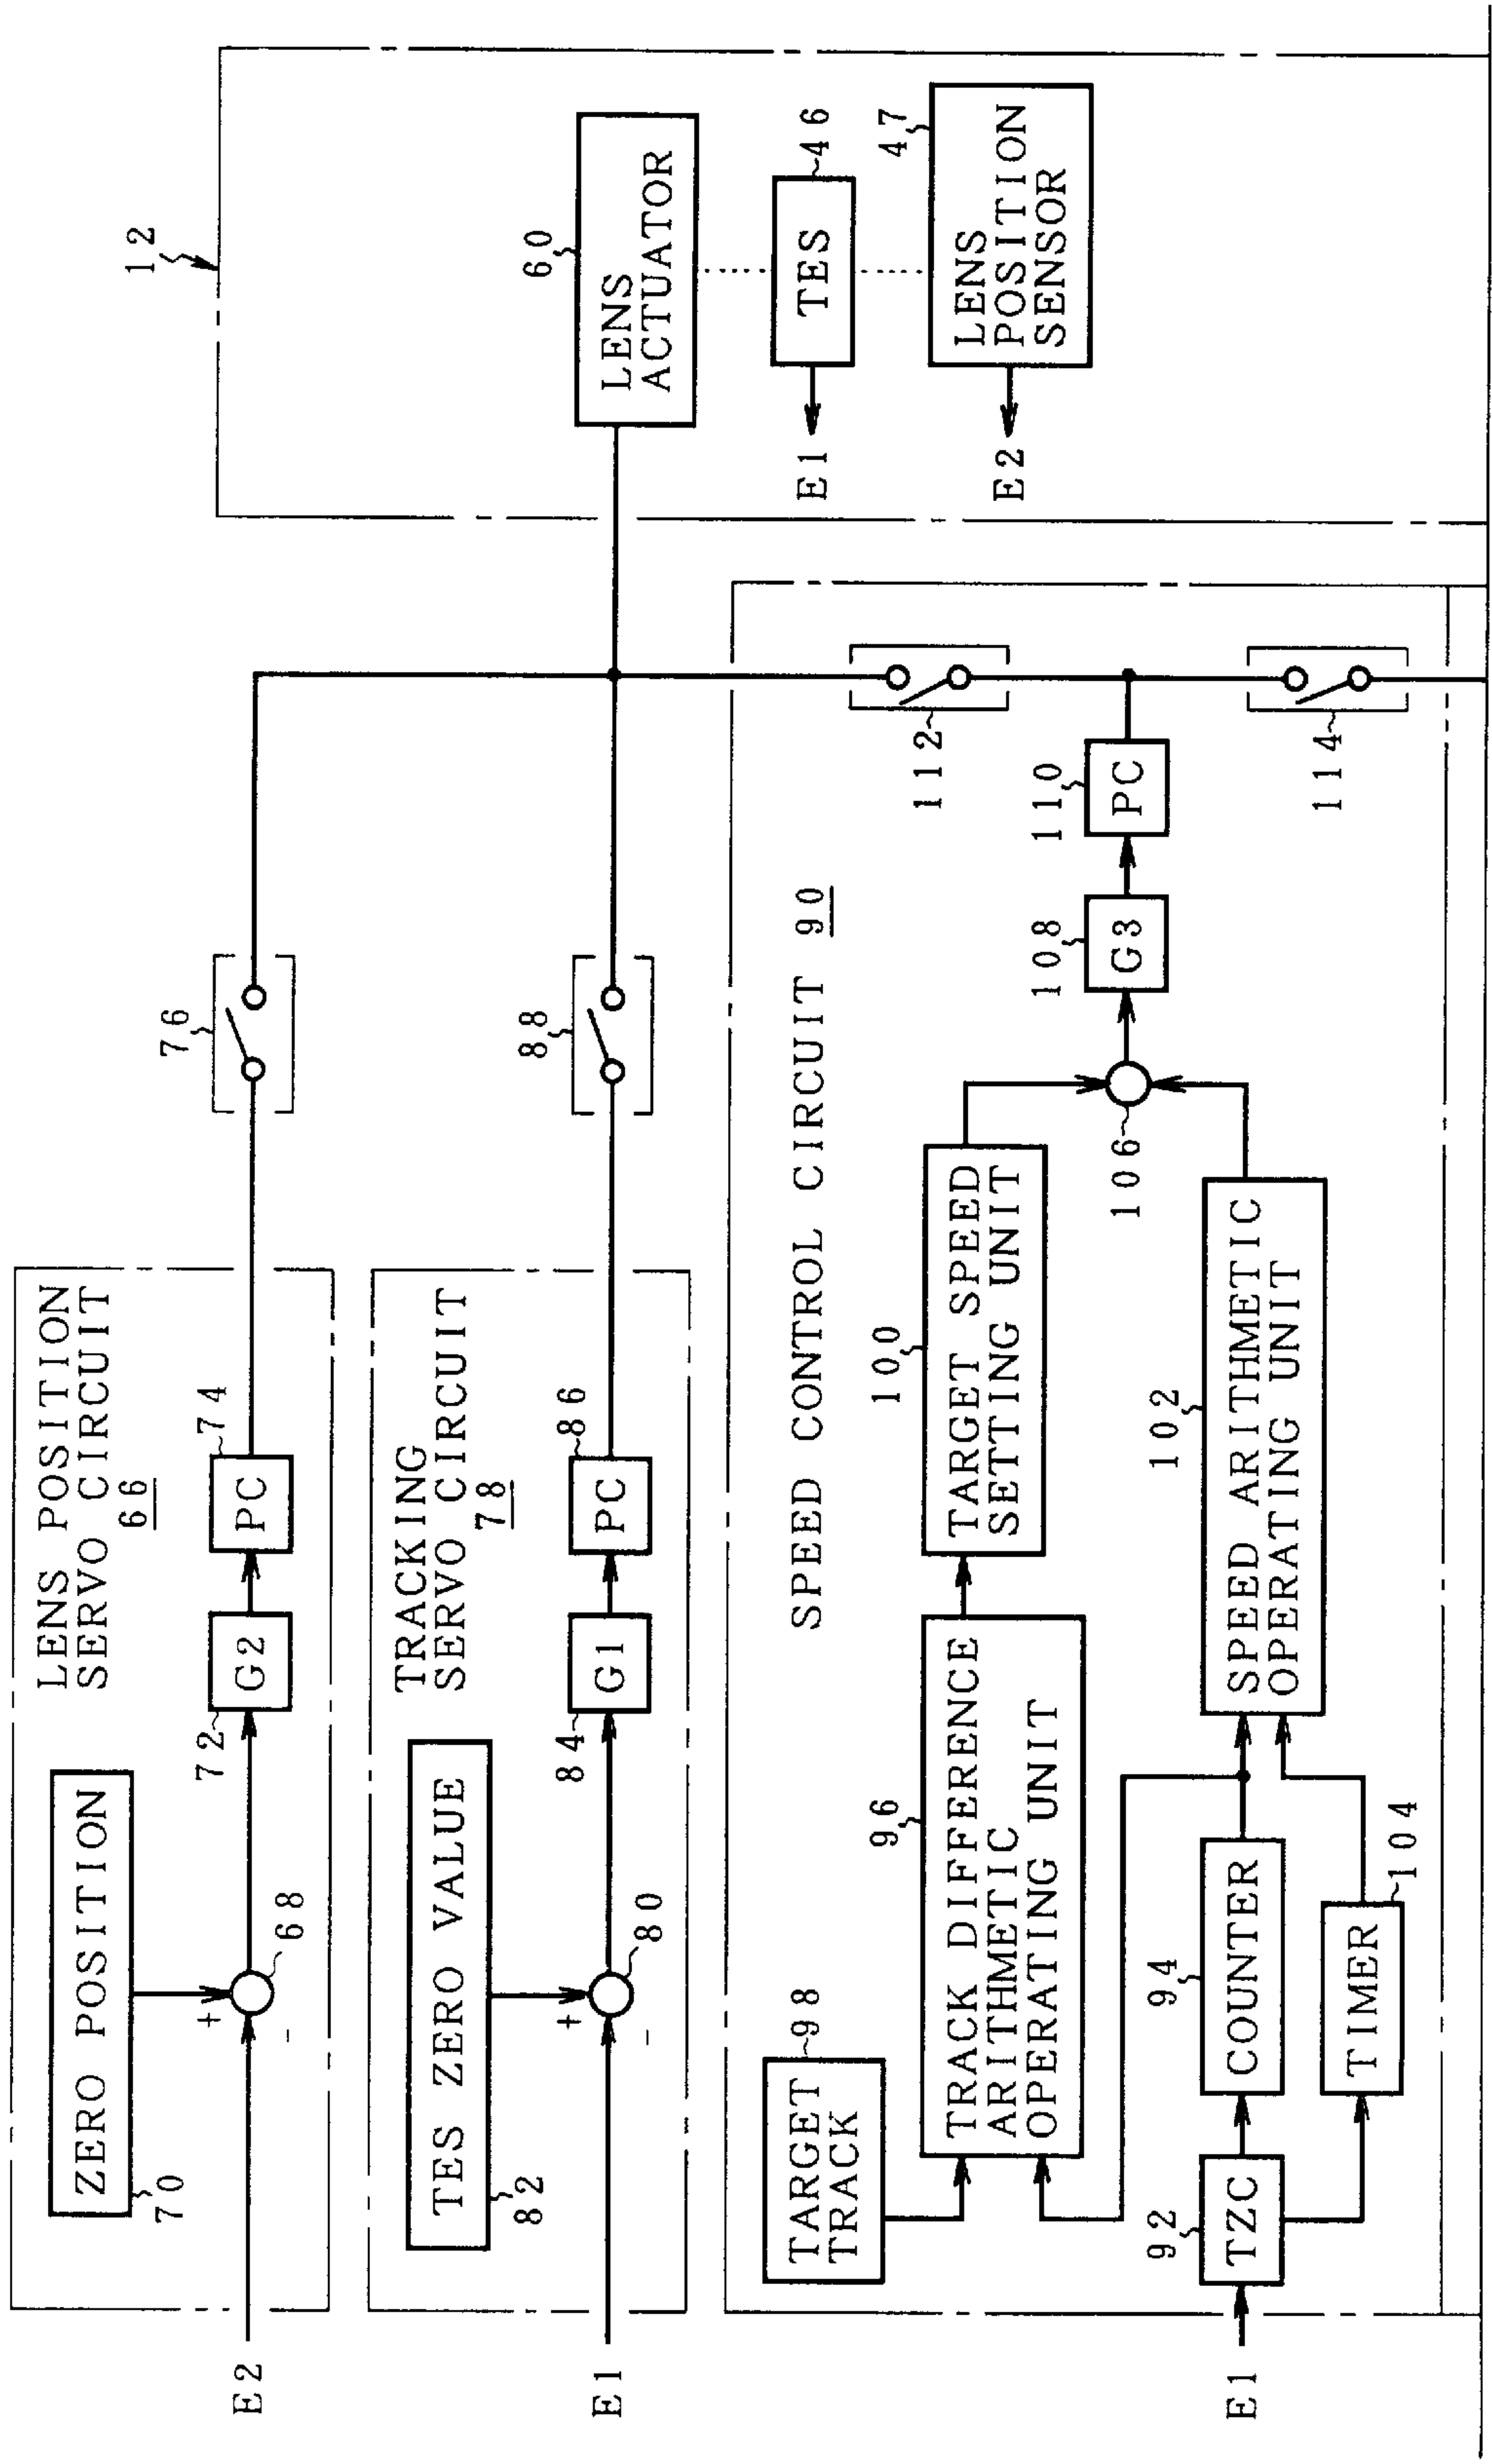 LENS POSITION
SERVO CIRCUIT
66
ZERO POSITION
70
E2
+
-
68
72
G2
PC
74
76
12
TRACKING
SERVO CIRCUIT
78
TES ZERO VALUE
82
E1
+
-
80
84
G1
PC
86
88
60
LENS
ACTUATOR
TES
46
E1
47
LENS
POSITION
SENSOR
E2
SPEED CONTROL CIRCUIT 90
TARGET
TRACK
98
96
TRACK DIFFERENCE
ARITHMETIC
OPERATING UNIT
100
TARGET SPEED
SETTING UNIT
E1
92
TZC
94
COUNTER
TIMER
104
102
SPEED ARITHMETIC
OPERATING UNIT
106
108
G3
110
PC
112
114